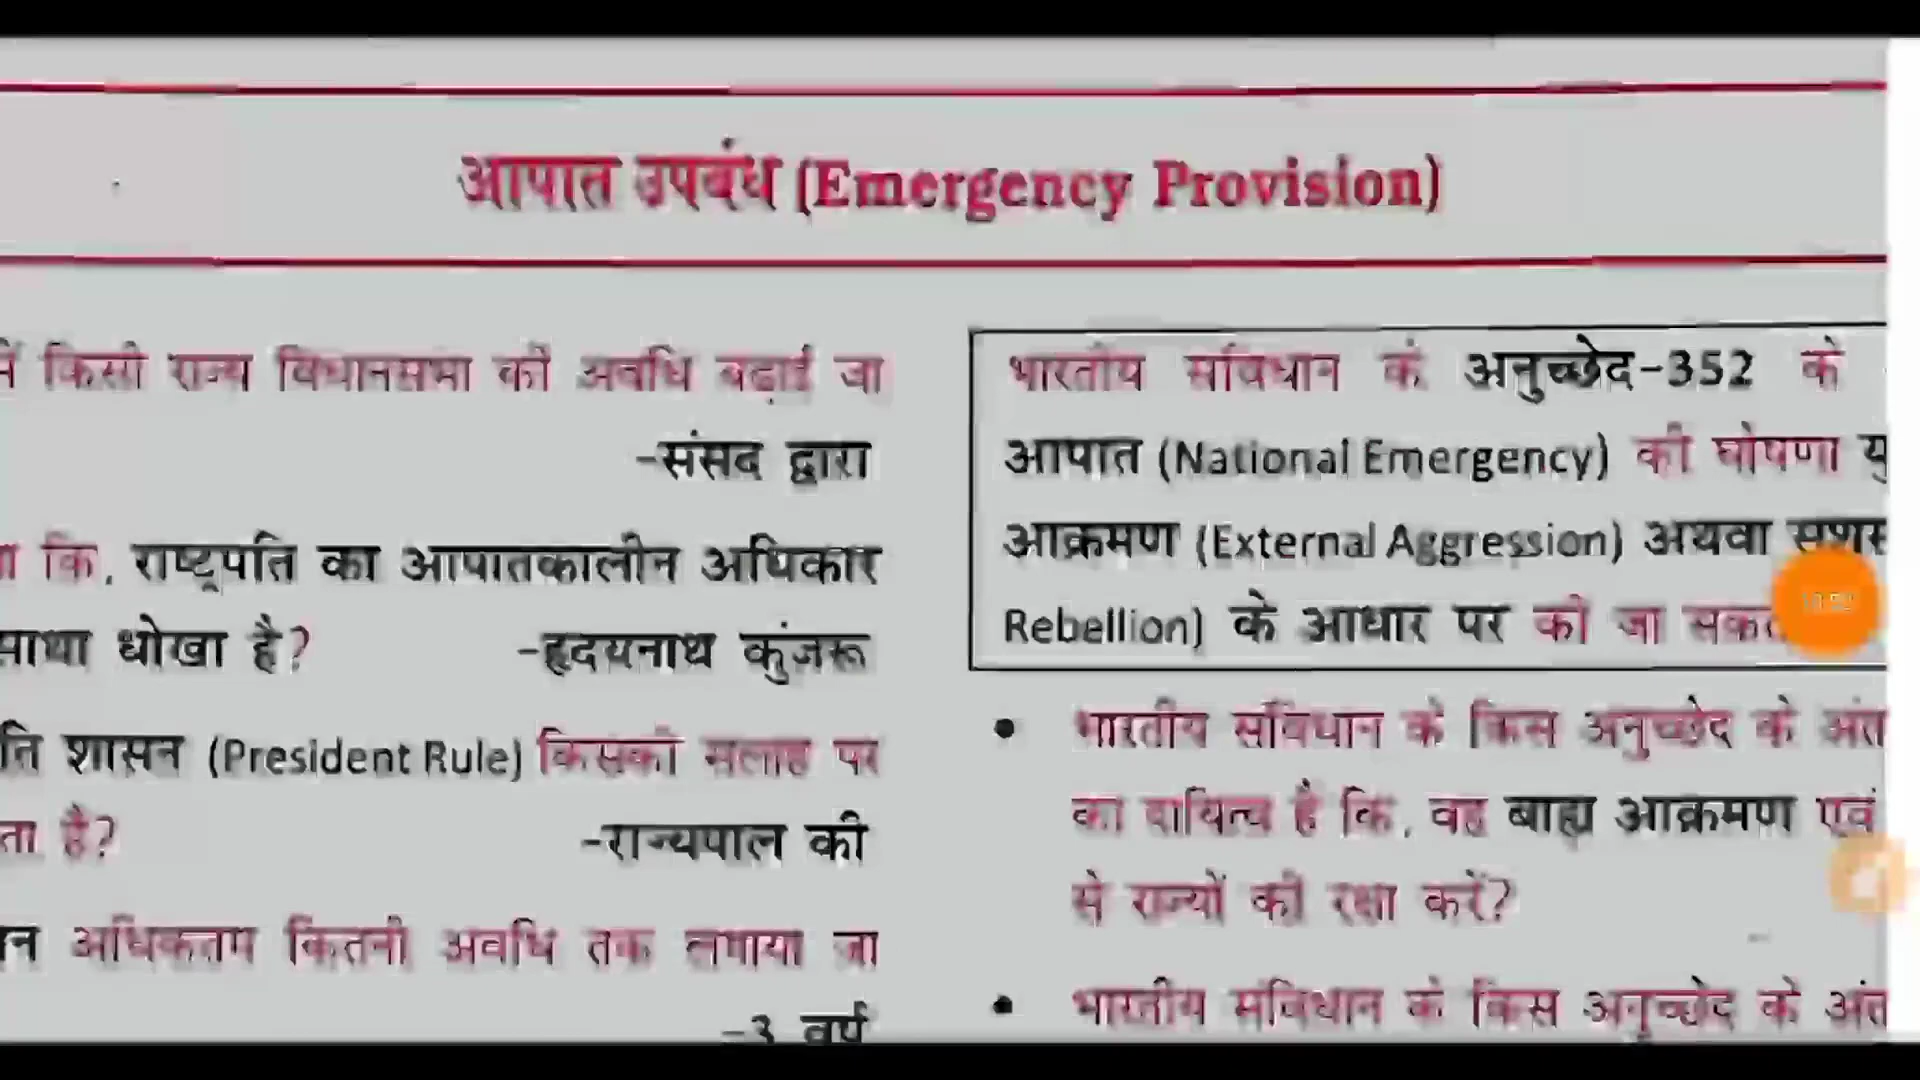 आपात उपबंध (Emergency Provision)
में किसी राज्य विधानसभा की अवधि बढ़ाई जा
-संसद द्वारा
कि, राष्ट्रपति का आपातकालीन अधिकार
साथ धोखा है? -हृदयनाथ कुंजरू
शासन (President Rule) किसकी सलाह पर
है? -राज्यपाल की
अधिकतम कितनी अवधि तक लगाया जा
-3 वर्ष
भारतीय संविधान के अनुच्छेद-352 के
आपात (National Emergency) की घोषणा
आक्रमण (External Aggression) अथवा
Rebellion) के आधार पर की जा
• भारतीय संविधान के किस अनुच्छेद के
का दायित्व है कि, वह बाह्य आक्रमण एवं
से राज्यों की रक्षा करें?
• भारतीय संविधान के किस अनुच्छेद के